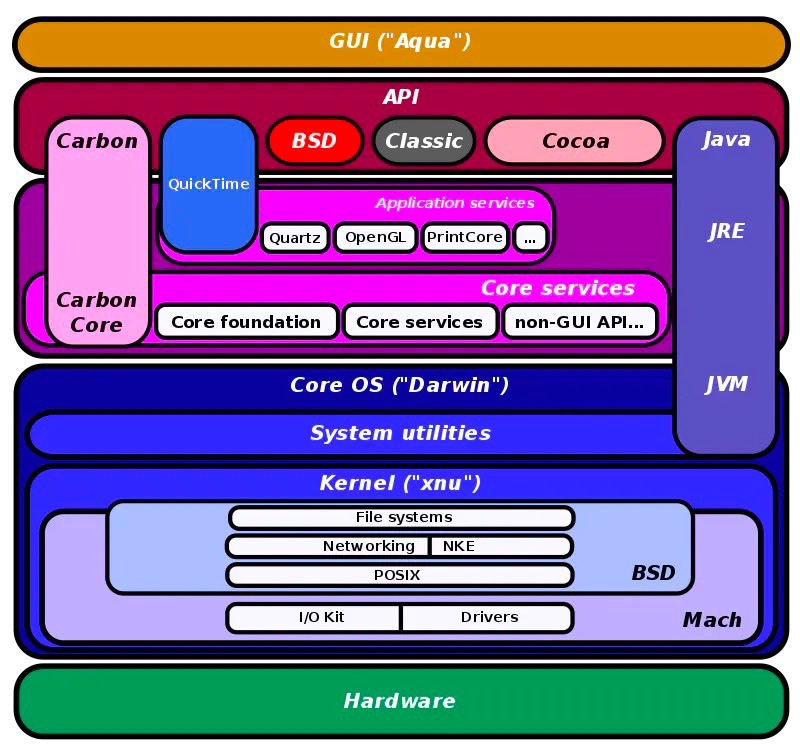 GUI ("Aqua")
API
Carbon
QuickTime
BSD
Classic
Cocoa
Java
Application services
Quartz
OpenGL
PrintCore
...
JRE
Core services
Carbon
Core
Core foundation
Core services
non-GUI API...
Core OS ("Darwin")
JVM
System utilities
Kernel ("xnu")
File systems
Networking
NKE
POSIX
BSD
I/O Kit
Drivers
Mach
Hardware